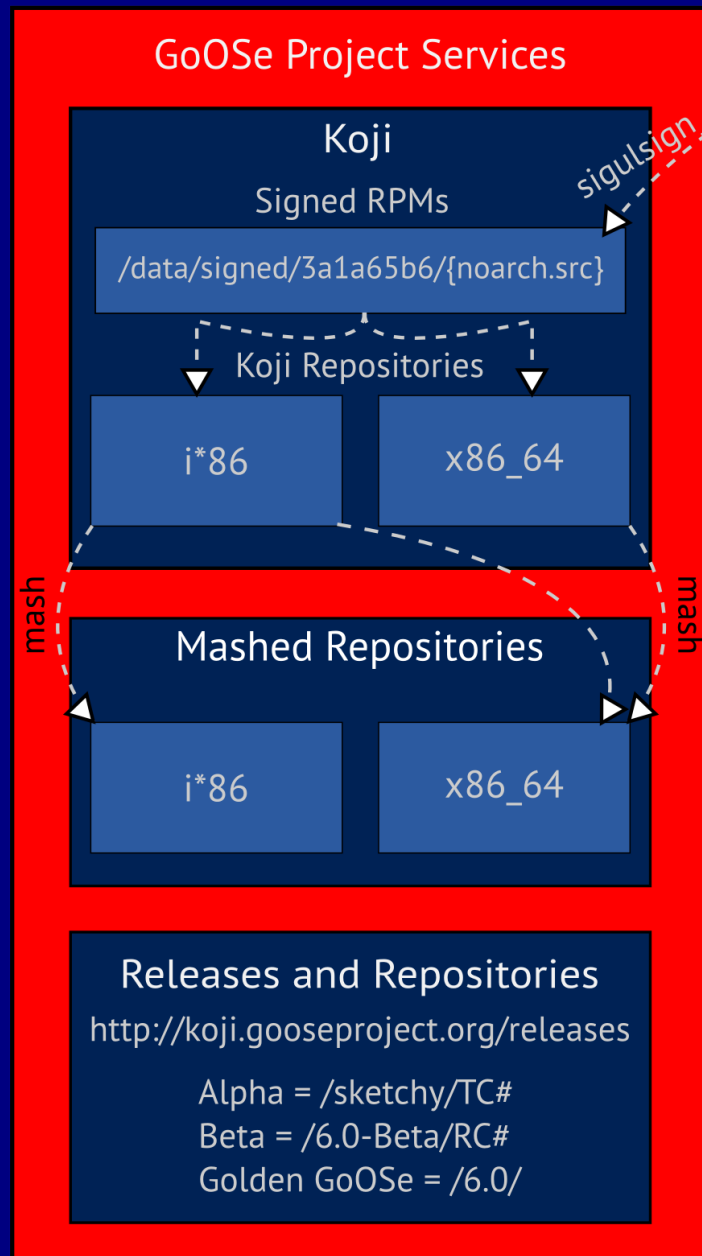 GoOSe Project Services
Koji
sigulsign
Signed RPMs
/data/signed/3a1a65b6/{noarch.src}
Koji Repositories
i*86
x86_64
mash
mash
Mashed Repositories
i*86
x86_64
Releases and Repositories
http://koji.gooseproject.org/releases
Alpha = /sketchy/TC#
Beta = /6.0-Beta/RC#
Golden GoOSe = /6.0/